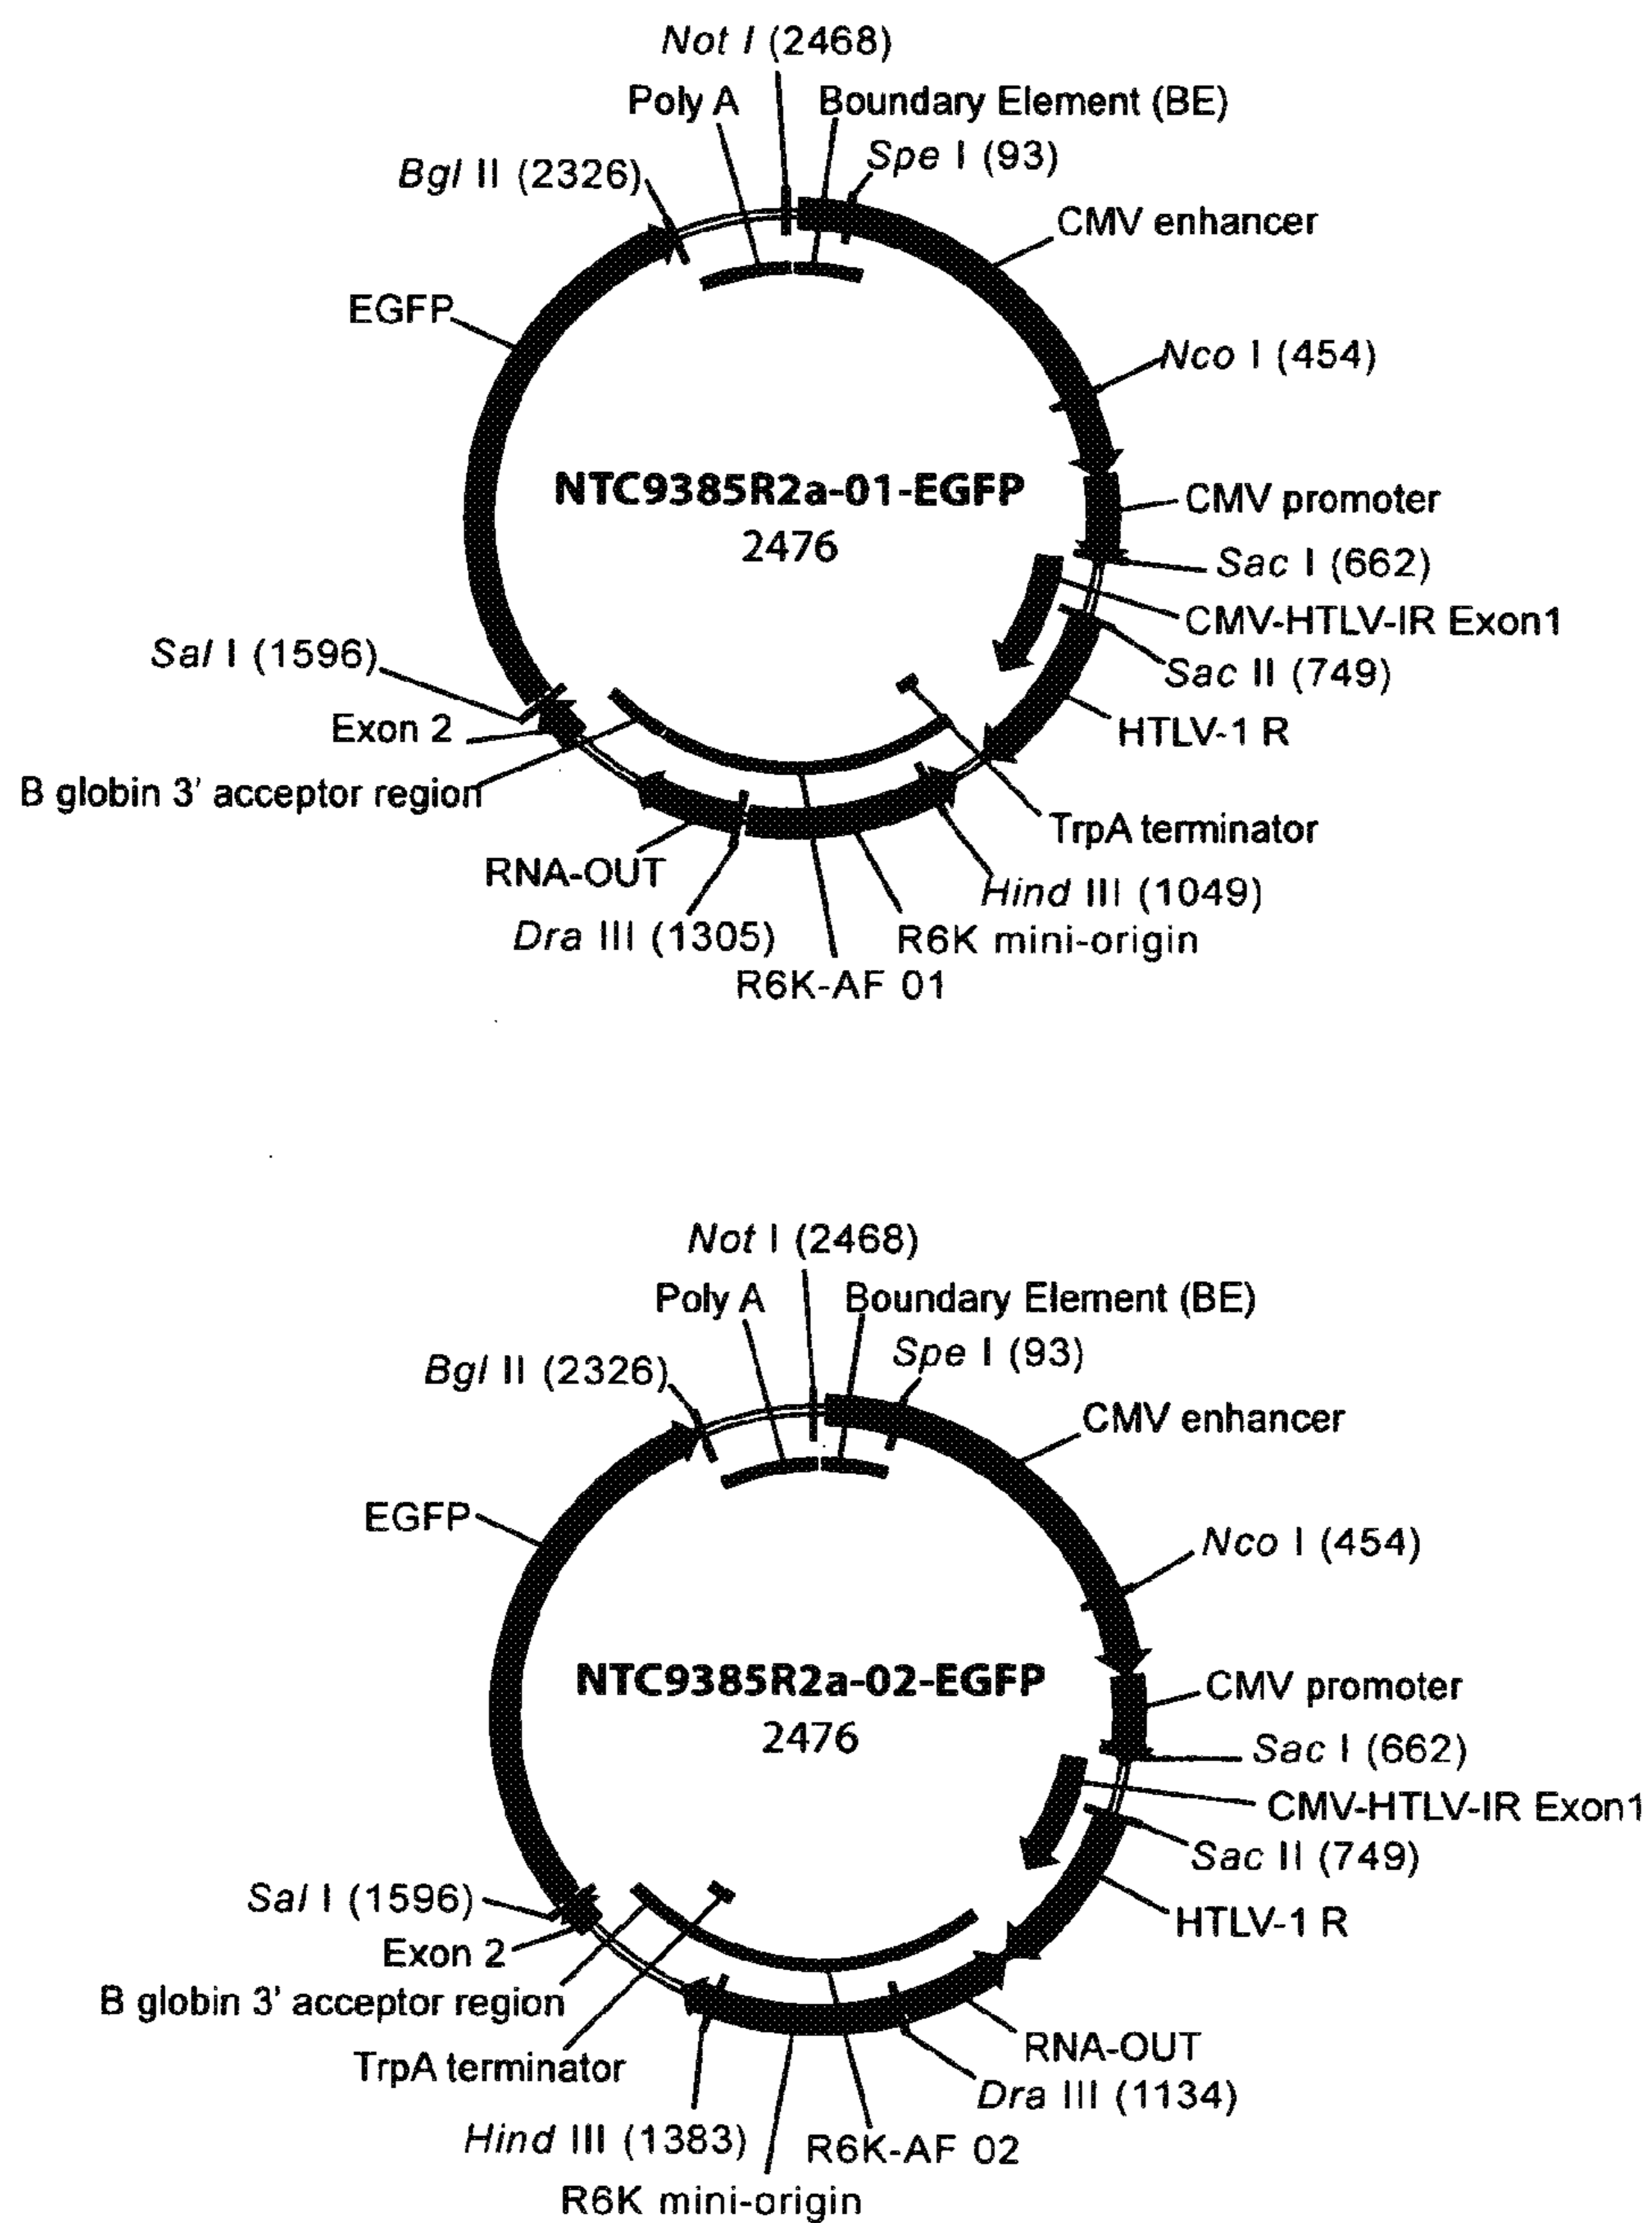 Not I (2468)
Poly A
Boundary Element (BE)
Spe I (93)
Bgl II (2326)
CMV enhancer
EGFP
Nco I (454)
NTC9385R2a-01-EGFP
2476
CMV promoter
Sac I (662)
CMV-HTLV-IR Exon1
Sac II (749)
Sal I (1596)
HTLV-1 R
Exon 2
B globin 3' acceptor region
TrpA terminator
RNA-OUT
Hind III (1049)
Dra III (1305)
R6K mini-origin
R6K-AF 01
Not I (2468)
Poly A
Boundary Element (BE)
Spe I (93)
Bgl II (2326)
CMV enhancer
EGFP
Nco I (454)
NTC9385R2a-02-EGFP
2476
CMV promoter
Sac I (662)
CMV-HTLV-IR Exon1
Sac II (749)
Sal I (1596)
HTLV-1 R
Exon 2
B globin 3' acceptor region
RNA-OUT
TrpA terminator
Dra III (1134)
Hind III (1383)
R6K-AF 02
R6K mini-origin